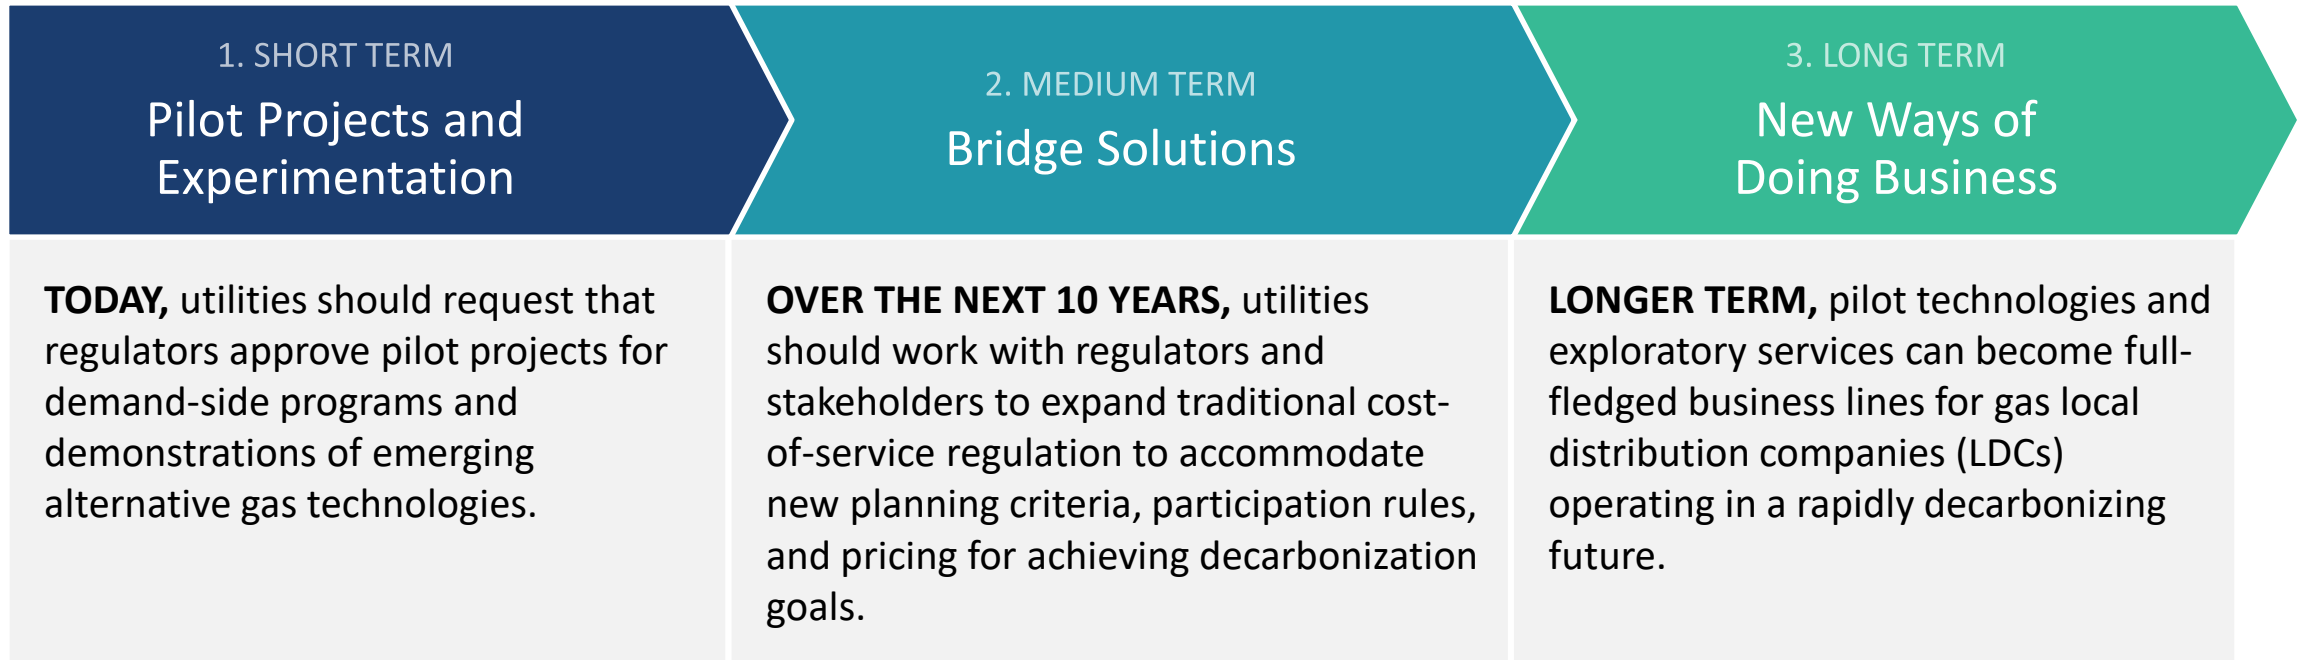 1. SHORT TERM
Pilot Projects and
Experimentation
TODAY, utilities should request that
regulators approve pilot projects for
demand-side programs and
demonstrations of emerging
alternative gas technologies.
2. MEDIUM TERM
Bridge Solutions
OVER THE NEXT 10 YEARS, utilities
should work with regulators and
stakeholders to expand traditional cost-
of-service regulation to accommodate
new planning criteria, participation rules,
and pricing for achieving decarbonization
goals.
3. LONG TERM
New Ways of
Doing Business
LONGER TERM, pilot technologies and
exploratory services can become full-
fledged business lines for gas local
distribution companies (LDCs)
operating in a rapidly decarbonizing
future.